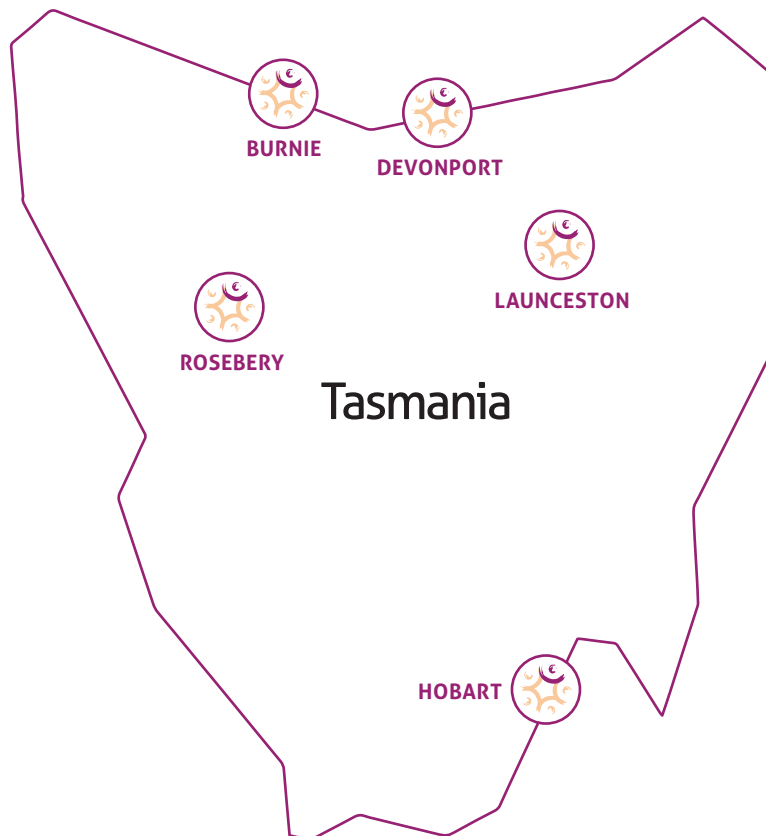 BURNIE
DEVONPORT
LAUNCESTON
ROSEBERY
Tasmania
HOBART